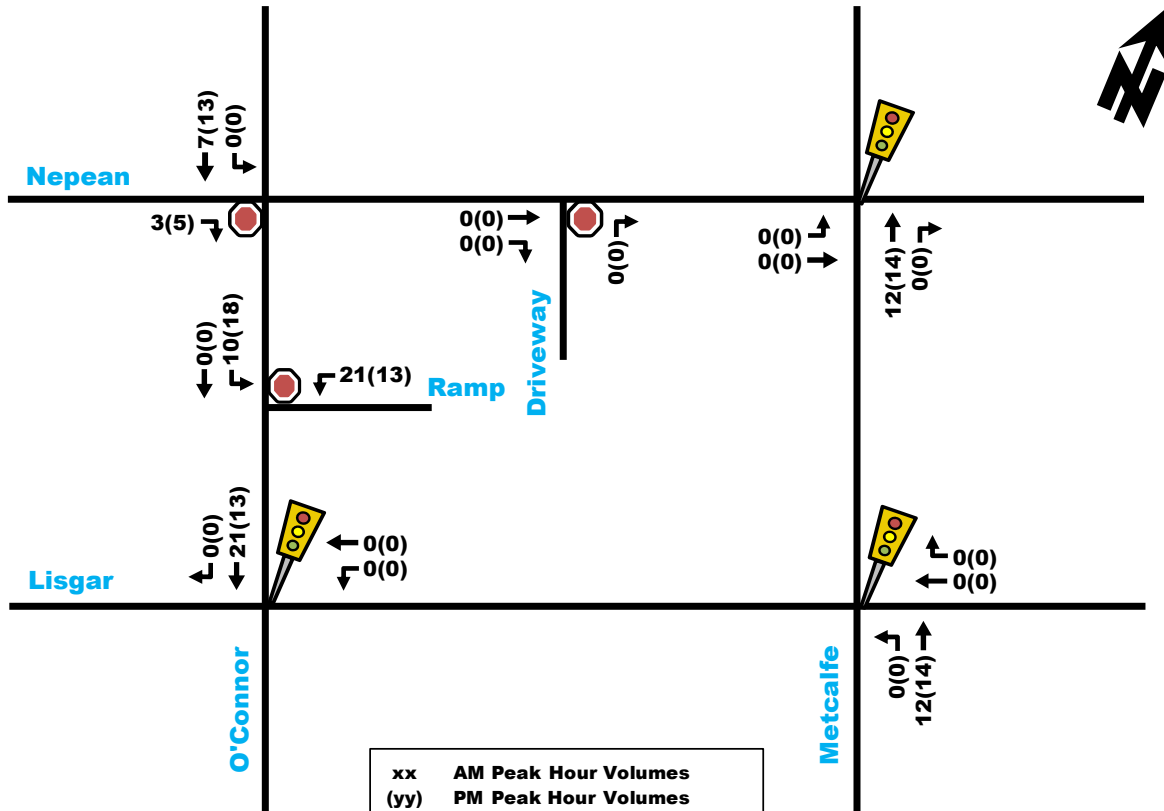 7(13)
0(0)
Nepean
3(5)
0(0)
0(0)
0(0)
0(0)
0(0)
12(14)
0(0)
Driveway
0(0)
10(18)
21(13)
Ramp
0(0)
21(13)
0(0)
0(0)
Lisgar
0(0)
0(0)
0(0)
12(14)
O'Connor
Metcalfe
N
xx AM Peak Hour Volumes
(yy) PM Peak Hour Volumes